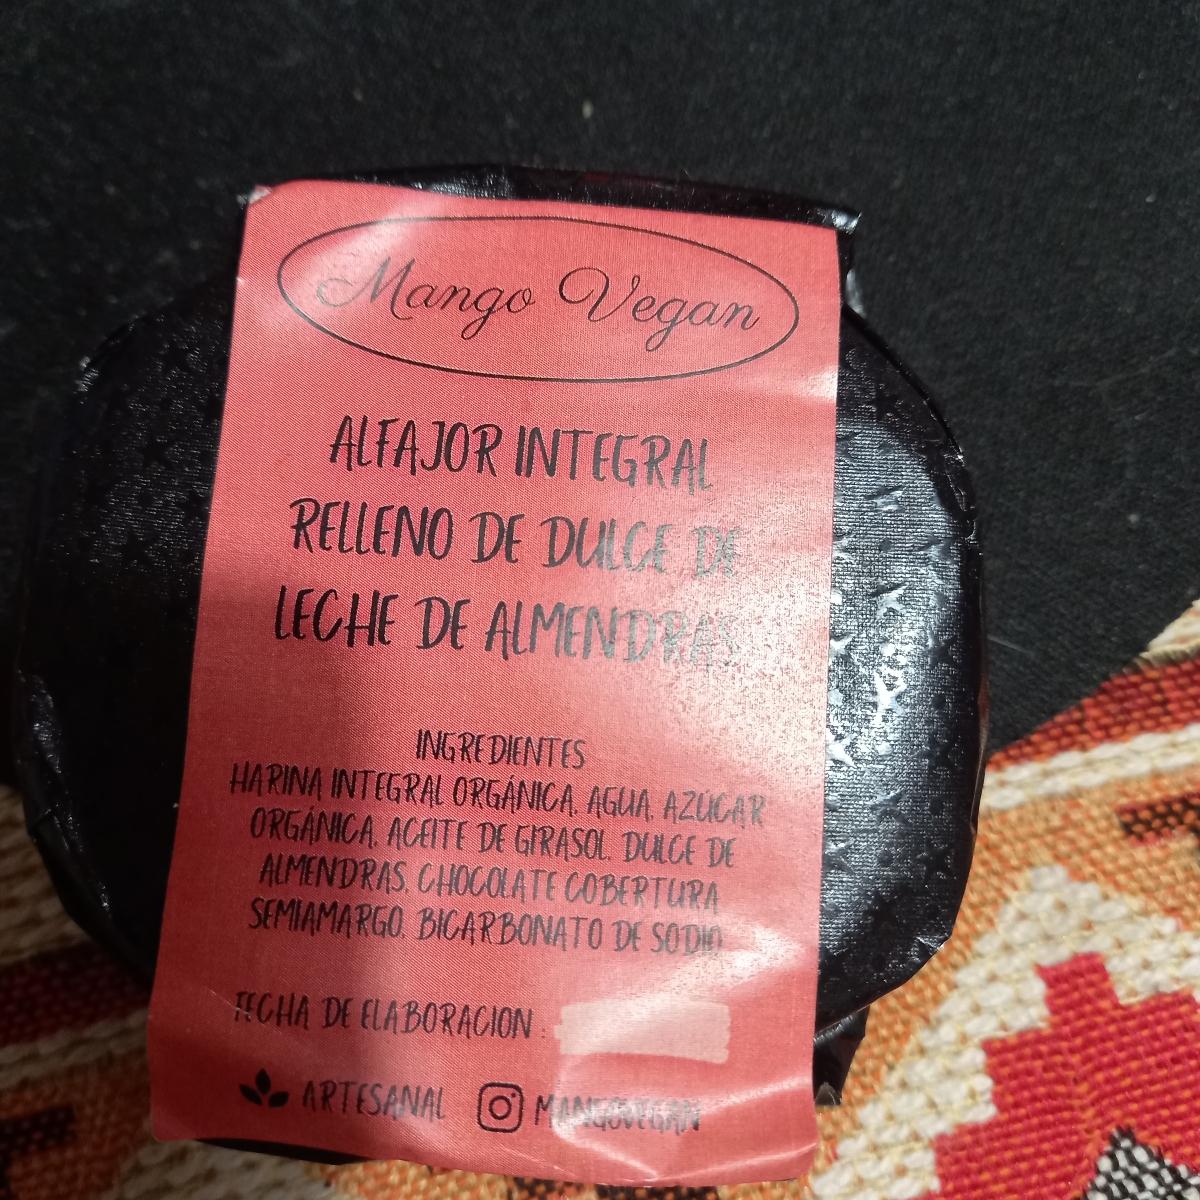 Mango Vegan
ALFAJOR INTEGRAL
RELLENO DE DULCE DE
LECHE DE ALMENDRAS
INGREDIENTES
HARINA INTEGRAL ORGÁNICA, AGUA, AZÚCAR
ORGÁNICA, ACEITE DE GIRASOL, DULCE DE
ALMENDRAS, CHOCOLATE COBERTURA
SEMIAMARGO, BICARBONATO DE SODIO
FECHA DE ELABORACION :
ARTESANAL MANGOVEGAN